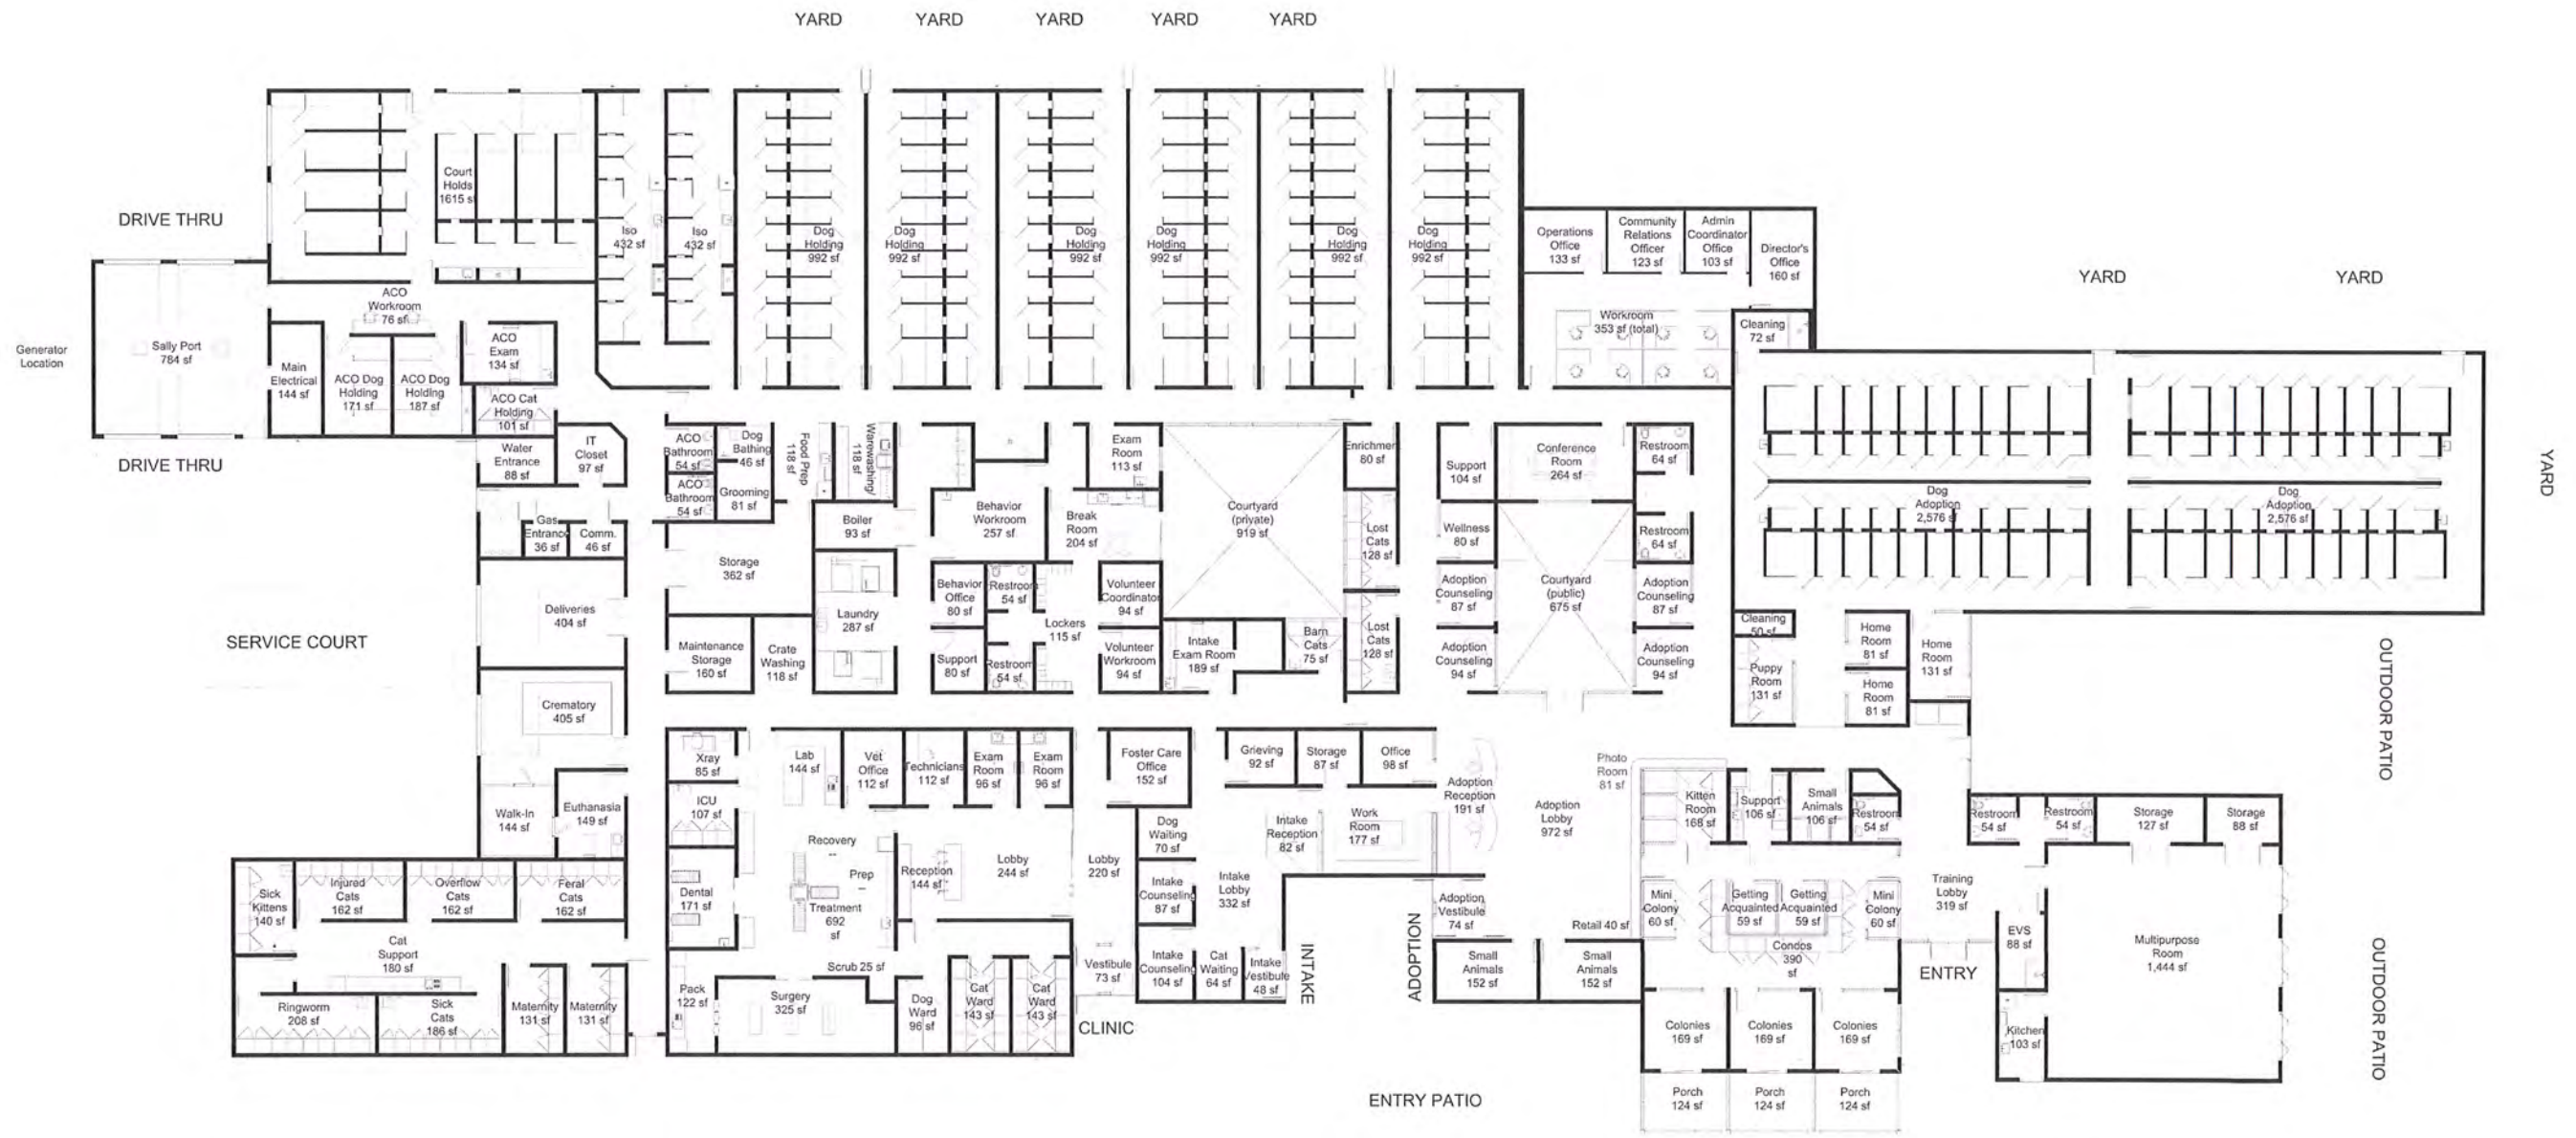 YARD
YARD
YARD
YARD
YARD
Court
Holds
1615 s
DRIVE THRU
Iso
432 sf
Iso
432 sf
Dog
Holding
992 sf
Dog
Holding
992 sf
Dog
Holding
992 sf
Dog
Holding
992 sf
Dog
Holding
992 sf
Dog
Holding
992 sf
Operations
Office
133 sf
Community
Relations
Officer
123 sf
Admin
Coordinator
Office
103 sf
Director's
Office
160 sf
YARD
YARD
ACO
Workroom
76 sf
Workroom
353 sf (total)
Cleaning
72 sf
Generator
Location
Sally Port
784 sf
Main
Electrical
144 sf
ACO Dog
Holding
171 sf
ACO Dog
Holding
187 sf
ACO
Exam
134 sf
ACO Cat
Holding
101 sf
DRIVE THRU
Water
Entrance
88 sf
IT
Closet
97 sf
ACO
Bathroom
54 sf
ACO
Bathroom
54 sf
Dog
Bathing
46 sf
Grooming
81 sf
Food Prep
118 sf
Warewashing/
118 sf
Exam
Room
113 sf
Enrichmen
80 sf
Support
104 sf
Conference
Room
264 sf
Restroom
64 sf
YARD
Gas
Entrance
36 sf
Comm.
46 sf
Boiler
93 sf
Behavior
Workroom
257 sf
Break
Room
204 sf
Courtyard
(private)
919 sf
Lost
Cats
128 sf
Wellness
80 sf
Restroom
64 sf
Dog
Adoption
2,576 sf
Dog
Adoption
2,576 sf
Storage
362 sf
Behavior
Office
80 sf
Restroom
54 sf
Volunteer
Coordinator
94 sf
Adoption
Counseling
87 sf
Courtyard
(public)
675 sf
Adoption
Counseling
87 sf
Deliveries
404 sf
Laundry
287 sf
Lockers
115 sf
SERVICE COURT
Maintenance
Storage
160 sf
Crate
Washing
118 sf
Support
80 sf
Restroom
54 sf
Volunteer
Workroom
94 sf
Intake
Exam Room
189 sf
Barn
Cats
75 sf
Lost
Cats
128 sf
Adoption
Counseling
94 sf
Adoption
Counseling
94 sf
Cleaning
50 sf
Puppy
Room
131 sf
Home
Room
81 sf
Home
Room
81 sf
Home
Room
131 sf
OUTDOOR PATIO
Crematory
405 sf
Xray
85 sf
Lab
144 sf
Vet
Office
112 sf
Technicians
112 sf
Exam
Room
96 sf
Exam
Room
96 sf
Foster Care
Office
152 sf
Grieving
92 sf
Storage
87 sf
Office
98 sf
Adoption
Reception
191 sf
Photo
Room
81 sf
Adoption
Lobby
972 sf
Kitten
Room
168 sf
Support
106 sf
Small
Animals
106 sf
Restroom
54 sf
Restroom
54 sf
Restroom
54 sf
Storage
127 sf
Storage
88 sf
Walk-In
144 sf
Euthanasia
149 sf
ICU
107 sf
Recovery
--
Prep
--
Dog
Waiting
70 sf
Intake
Reception
82 sf
Work
Room
177 sf
Sick
Kittens
140 sf
Injured
Cats
162 sf
Overflow
Cats
162 sf
Feral
Cats
162 sf
Dental
171 sf
Treatment
692
sf
Reception
144 sf
Lobby
244 sf
Lobby
220 sf
Intake
Counseling
87 sf
Intake
Lobby
332 sf
Adoption
Vestibule
74 sf
Retail 40 sf
Mini
Colony
60 sf
Getting
Acquainted
59 sf
Getting
Acquainted
59 sf
Mini
Colony
60 sf
Training
Lobby
319 sf
EVS
88 sf
Multipurpose
Room
1,444 sf
Cat
Support
180 sf
Scrub 25 sf
Condos
390
sf
ENTRY
INTAKE
ADOPTION
OUTDOOR PATIO
Ringworm
208 sf
Sick
Cats
186 sf
Maternity
131 sf
Maternity
131 sf
Pack
122 sf
Surgery
325 sf
Dog
Ward
96 sf
Cat
Ward
143 sf
Cat
Ward
143 sf
Vestibule
73 sf
CLINIC
Intake
Counseling
104 sf
Cat
Waiting
64 sf
Intake
Vestibule
48 sf
Small
Animals
152 sf
Small
Animals
152 sf
Colonies
169 sf
Colonies
169 sf
Colonies
169 sf
Kitchen
103 sf
ENTRY PATIO
Porch
124 sf
Porch
124 sf
Porch
124 sf